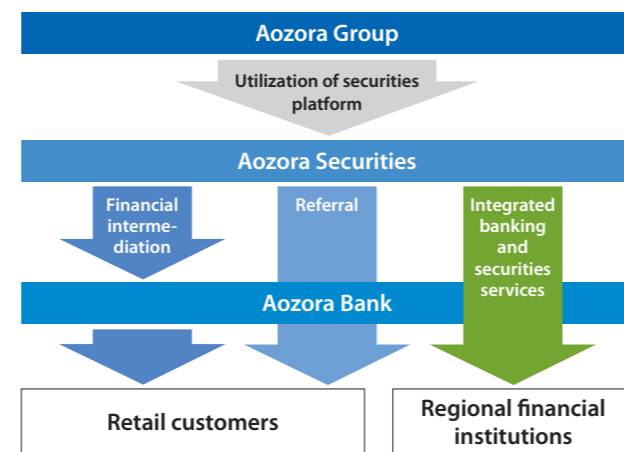 Aozora Group
Utilization of securities
platform
Aozora Securities
Financial
interme-
diation
Referral
Integrated
banking
and
securities
services
Aozora Bank
Retail customers
Regional financial
institutions